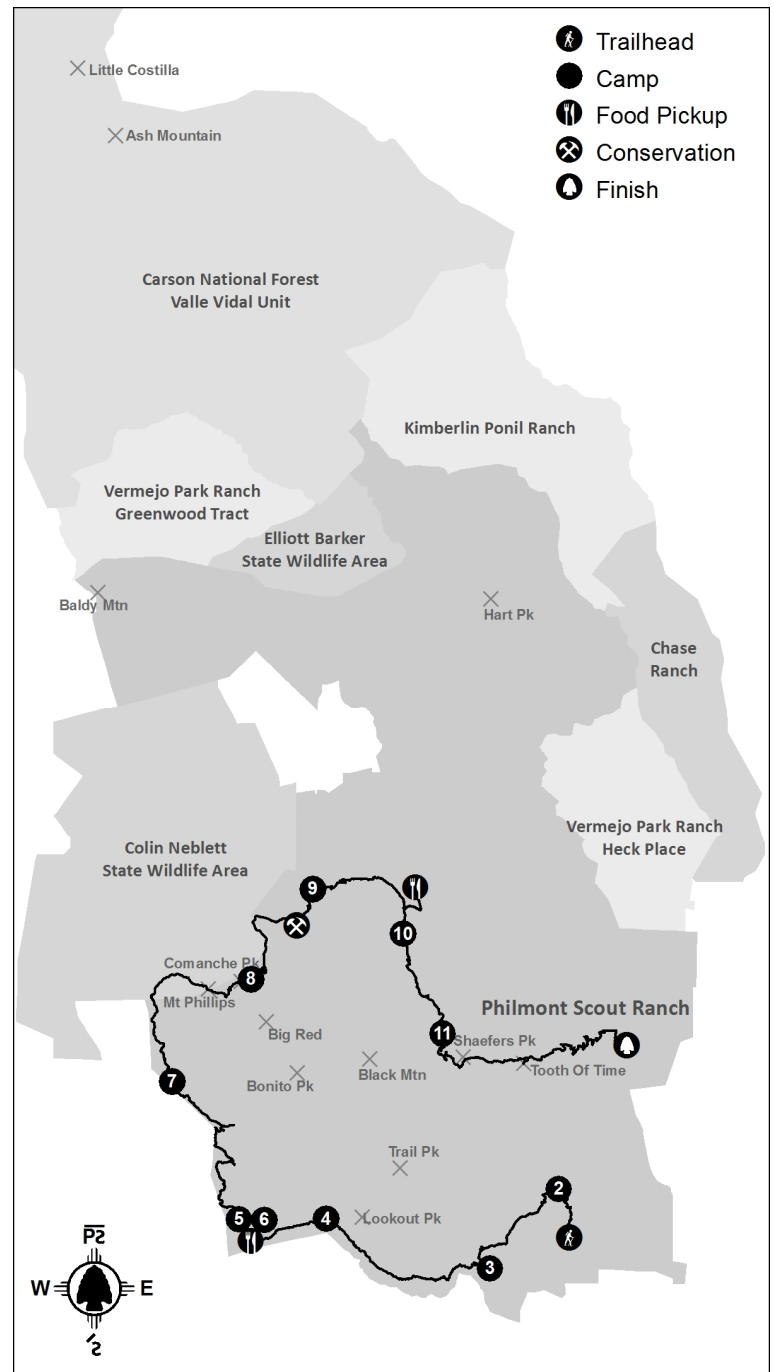 Trailhead
Camp
Food Pickup
Conservation
Finish
Little Costilla
Ash Mountain
Carson National Forest
Valle Vidal Unit
Kimberlin Ponil Ranch
Vermejo Park Ranch
Greenwood Tract
Elliott Barker
State Wildlife Area
Baldy Mtn
Hart Pk
Chase
Ranch
Vermejo Park Ranch
Heck Place
Colin Neblett
State Wildlife Area
9
10
Comanche Pk
8
Mt Phillips
Philmont Scout Ranch
Big Red
11
Shaefers Pk
Black Mtn
Tooth Of Time
7
Bonito Pk
Trail Pk
2
5
6
4
Lookout Pk
3
W
E